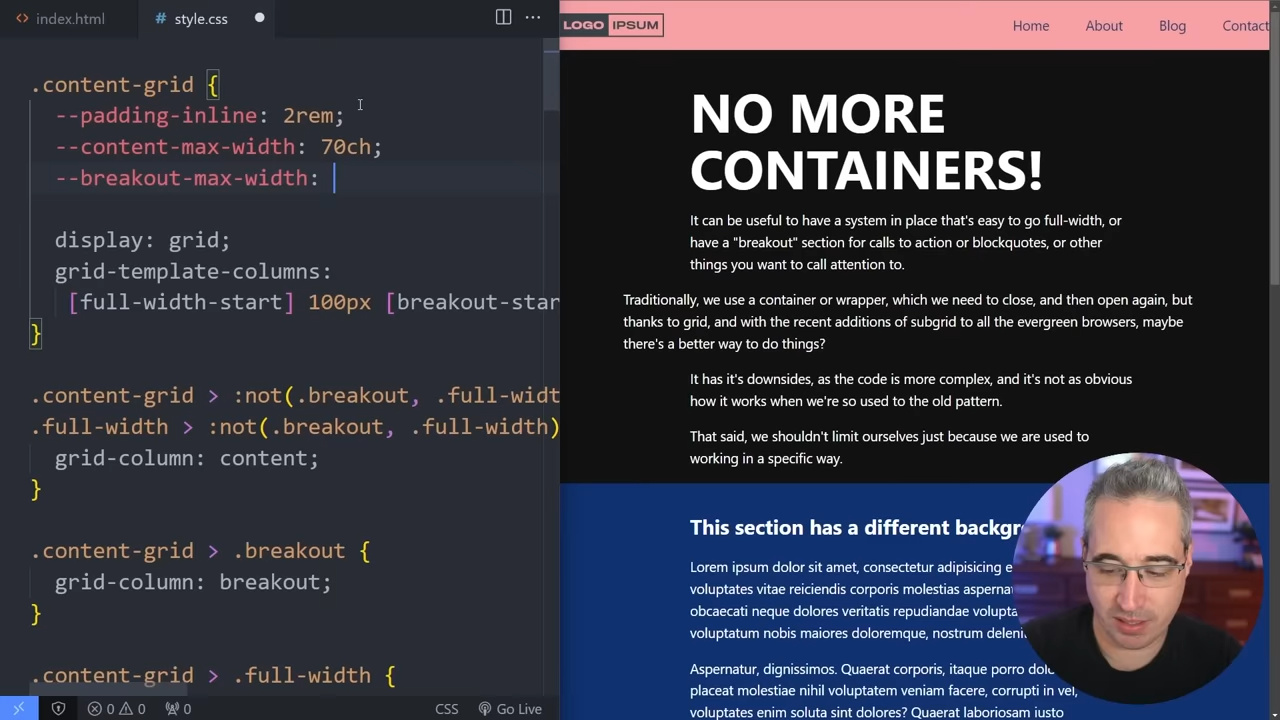 index.html
style.css
.content-grid {
--padding-inline: 2rem;
--content-max-width: 70ch;
--breakout-max-width:
display: grid;
grid-template-columns:
[full-width-start] 100px [breakout-star
}
.content-grid > :not(.breakout, .full-widt
.full-width > :not(.breakout, .full-width)
grid-column: content;
}
.content-grid > .breakout {
grid-column: breakout;
}
.content-grid > .full-width {
0 0 0
CSS
Go Live
LOGO IPSUM
Home About Blog Contact
NO MORE
CONTAINERS!
It can be useful to have a system in place that's easy to go full-width, or
have a "breakout" section for calls to action or blockquotes, or other
things you want to call attention to.
Traditionally, we use a container or wrapper, which we need to close, and then open again, but
thanks to grid, and with the recent additions of subgrid to all the evergreen browsers, maybe
there's a better way to do things?
It has it's downsides, as the code is more complex, and it's not as obvious
how it works when we're so used to the old pattern.
That said, we shouldn't limit ourselves just because we are used to
working in a specific way.
This section has a different backgr
Lorem ipsum dolor sit amet, consectetur adipisicing e
voluptates vitae reiciendis corporis molestias aspernat
obcaecati neque dolores veritatis repudiandae volupta
voluptatum nobis maiores doloremque, nostrum deleni
Aspernatur, dignissimos. Quaerat corporis, itaque porro dolo
placeat molestiae nihil voluptatem veniam facere, corrupti in vel,
voluptates enim soluta sint dolores? Quaerat laboriosam iusto